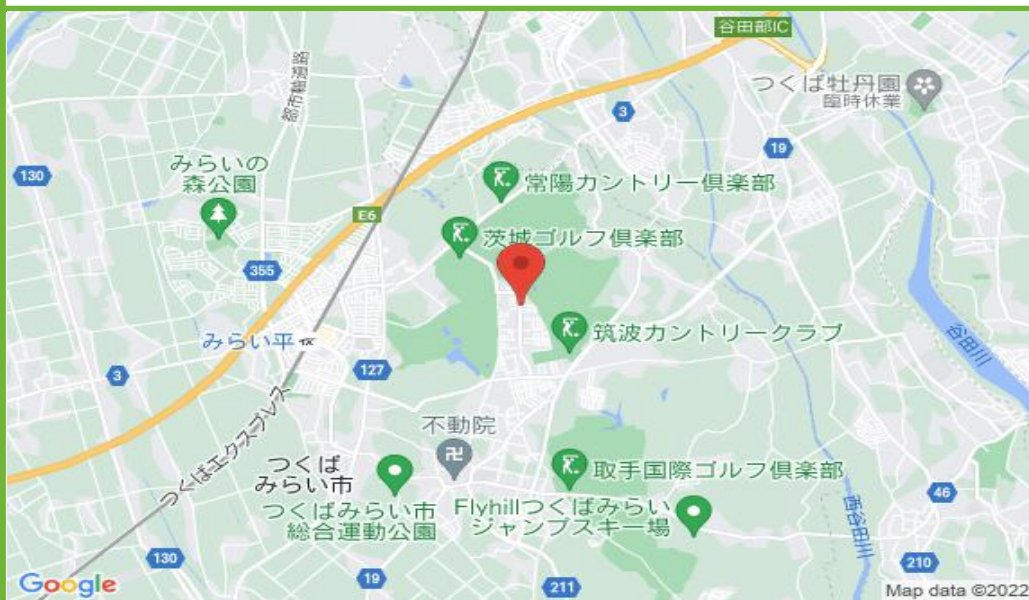 谷田部IC
つくば牡丹園
臨時休業
都市軸道路
3
19
130
みらいの
森公園
常陽カントリー倶楽部
E6
茨城ゴルフ倶楽部
355
筑波カントリークラブ
みらい平
谷田川
127
3
つくばエクスプレス
不動院
つくば
みらい市
取手国際ゴルフ倶楽部
46
つくばみらい市
総合運動公園
Flyhillつくばみらい
ジャンプスキー場
西谷田川
130
19
211
210
Google
Map data ©2022